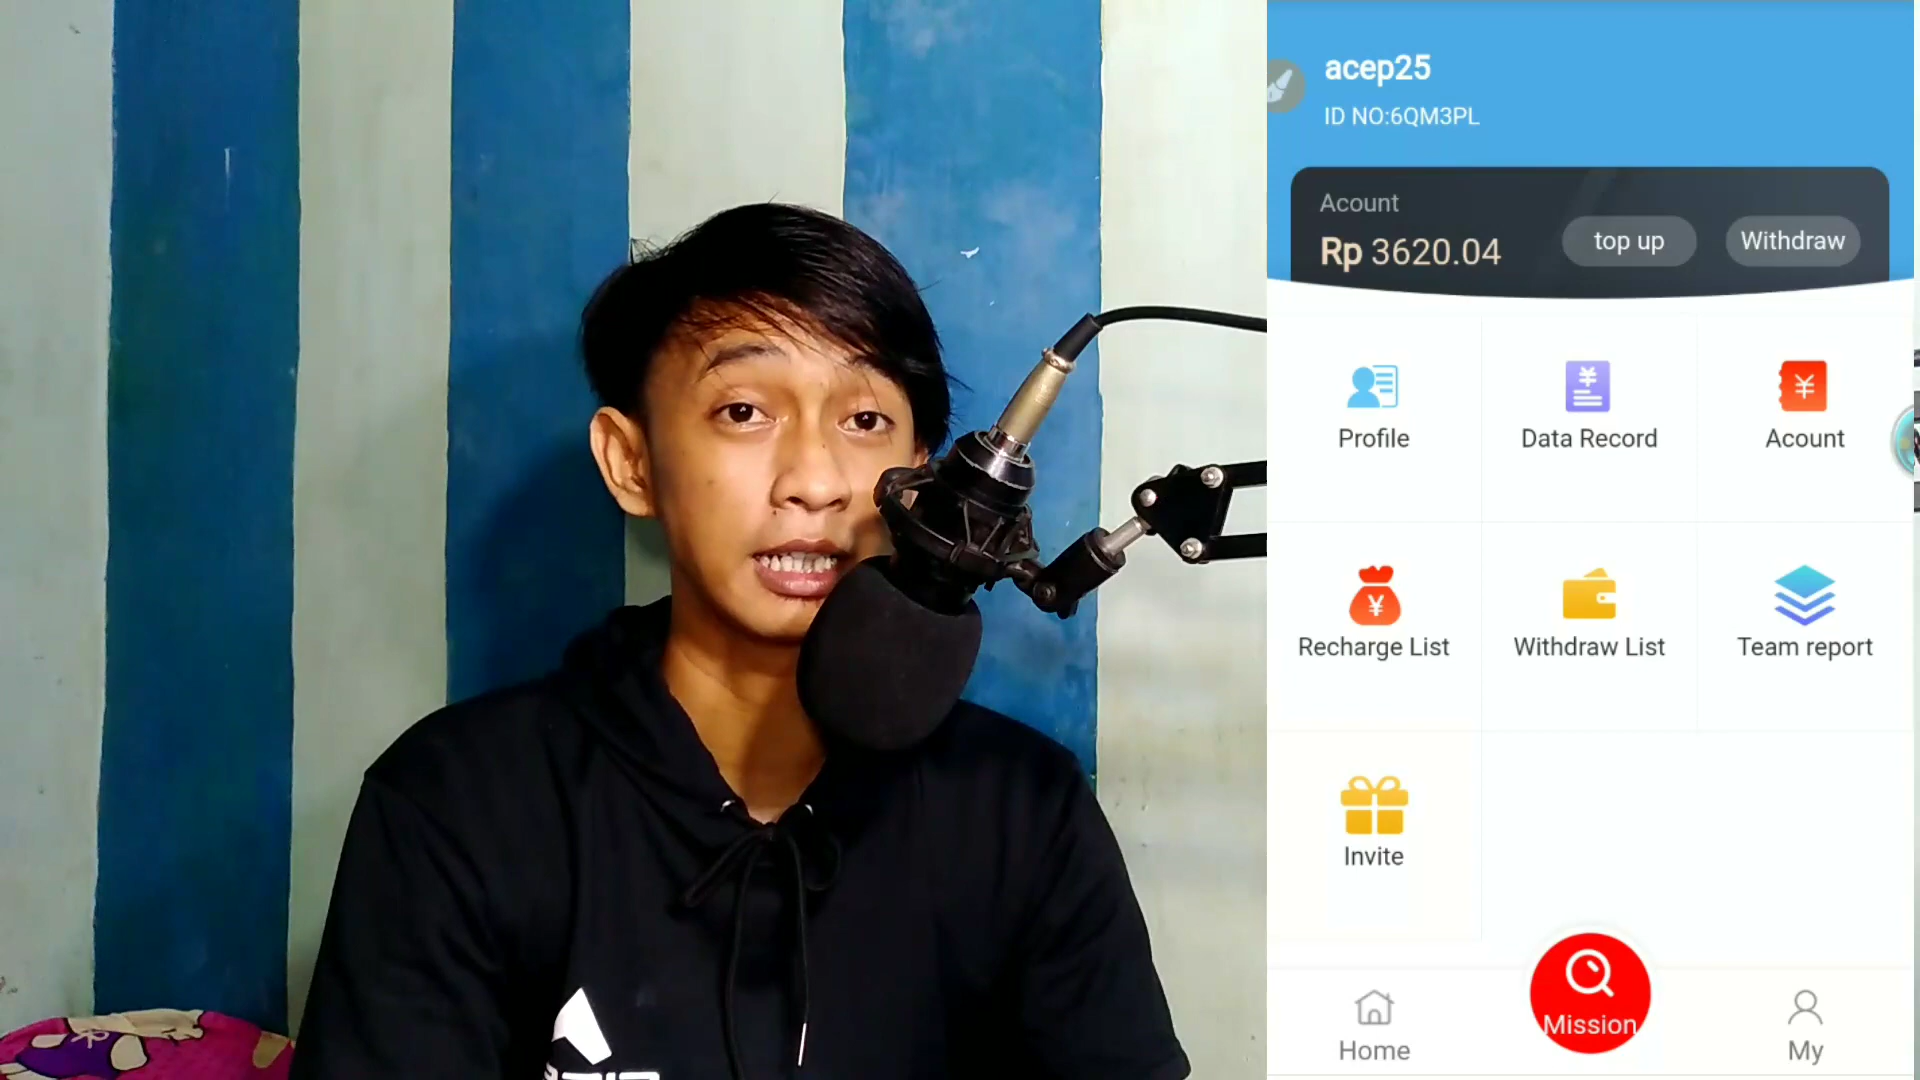 acep25
ID NO:6QM3PL
Acount
Rp 3620.04
top up
Withdraw
Profile
Data Record
Acount
Recharge List
Withdraw List
Team report
Invite
Home
Mission
My